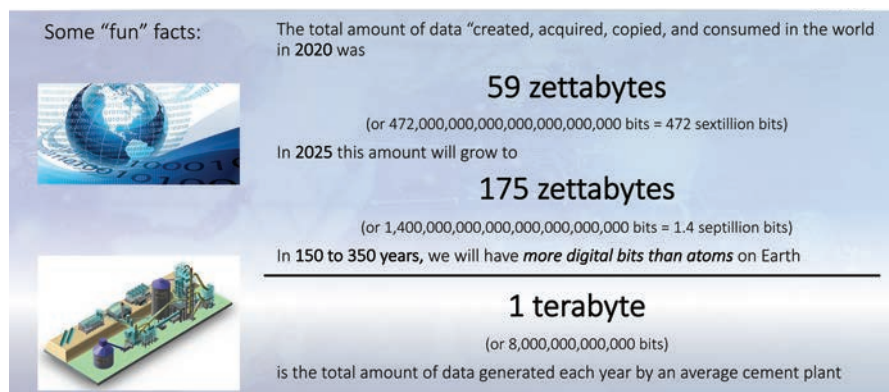 Some “fun” facts:
The total amount of data “created, acquired, copied, and consumed in the world
in 2020 was
59 zettabytes
(or 472,000,000,000,000,000,000,000 bits = 472 sextillion bits)
In 2025 this amount will grow to
175 zettabytes
(or 1,400,000,000,000,000,000,000,000 bits = 1.4 septillion bits)
In 150 to 350 years, we will have more digital bits than atoms on Earth
1 terabyte
(or 8,000,000,000,000 bits)
is the total amount of data generated each year by an average cement plant